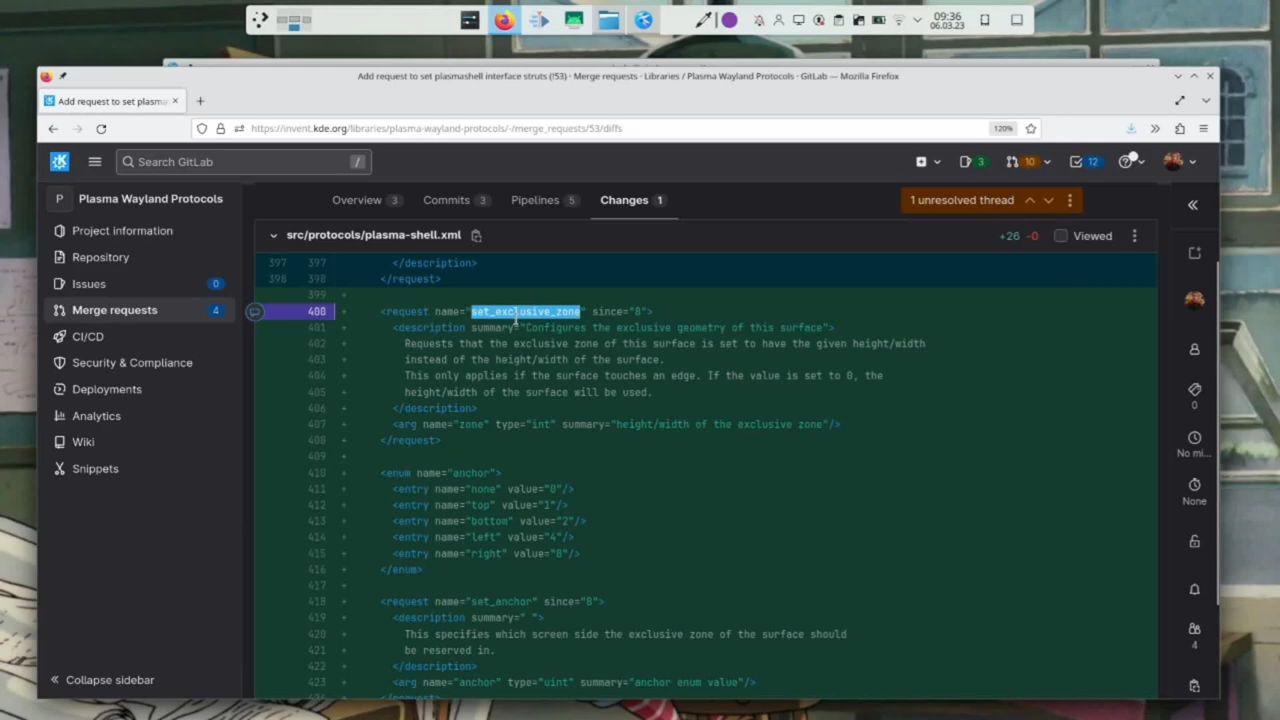 09:36
06.03.23
Add request to set plasmashell interface struts (!53) · Merge requests · Libraries / Plasma Wayland Protocols · GitLab — Mozilla Firefox
Add request to set plasma
https://invent.kde.org/libraries/plasma-wayland-protocols/-/merge_requests/53/diffs
120%
Search GitLab
/
3
10
12
P
Plasma Wayland Protocols
Project information
Repository
Issues 0
Merge requests 4
CI/CD
Security & Compliance
Deployments
Analytics
Wiki
Snippets
Collapse sidebar
Overview 3
Commits 3
Pipelines 5
Changes 1
1 unresolved thread
src/protocols/plasma-shell.xml
+26 -0
Viewed
397 397 </description>
398 398 </request>
399 +
400 + <request name="set_exclusive_zone" since="8">
401 + <description summary="Configures the exclusive geometry of this surface">
402 + Requests that the exclusive zone of this surface is set to have the given height/width
403 + instead of the height/width of the surface.
404 + This only applies if the surface touches an edge. If the value is set to 0, the
405 + height/width of the surface will be used.
406 + </description>
407 + <arg name="zone" type="int" summary="height/width of the exclusive zone"/>
408 + </request>
409 +
410 + <enum name="anchor">
411 + <entry name="none" value="0"/>
412 + <entry name="top" value="1"/>
413 + <entry name="bottom" value="2"/>
414 + <entry name="left" value="4"/>
415 + <entry name="right" value="8"/>
416 + </enum>
417 +
418 + <request name="set_anchor" since="8">
419 + <description summary=" ">
420 + This specifies which screen side the exclusive zone of the surface should
421 + be reserved in.
422 + </description>
423 + <arg name="anchor" type="uint" summary="anchor enum value"/>
0
No mi...
None
4